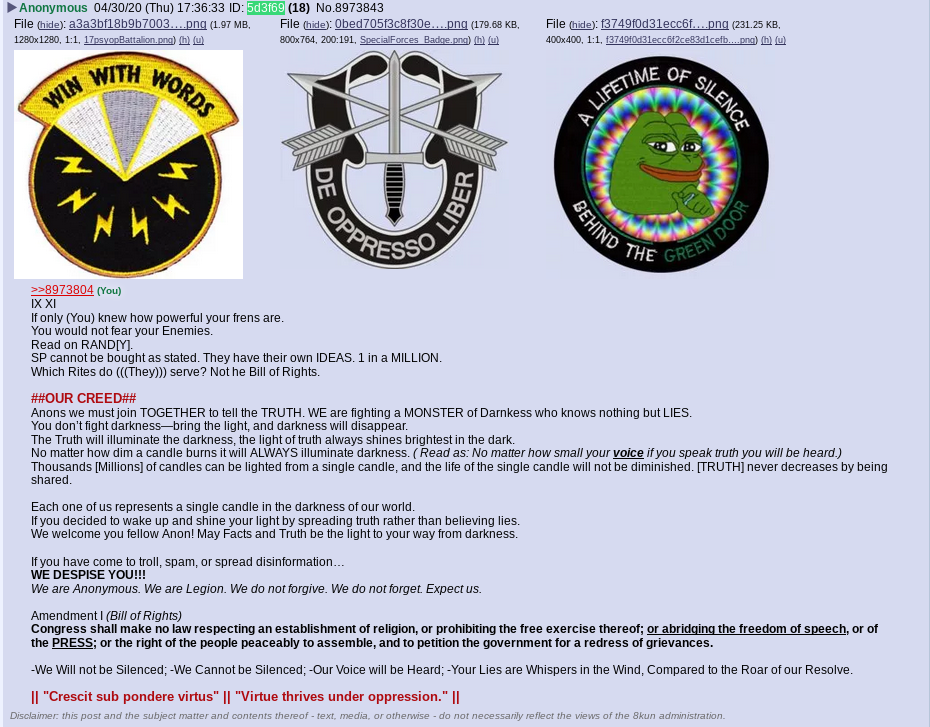 Anonymous 04/30/20 (Thu) 17:36:33 ID: 5d3f69 (18) No.8973843
File (hide): a3a3bf18b9b7003….png (1.97 MB, 1280x1280, 1:1, 17psyopBattalion.png) (h) (u)
File (hide): 0bed705f3c8f30e….png (179.68 KB, 800x764, 200:191, SpecialForces_Badge.png) (h) (u)
File (hide): f3749f0d31ecc6f….png (231.25 KB, 400x400, 1:1, f3749f0d31ecc6f2ce83d1cefb….png) (h) (u)
WIN WITH WORDS
DE OPPRESSO LIBER
A LIFETIME OF SILENCE
BEHIND THE GREEN DOOR
>>8973804 (You)
IX XI
If only (You) knew how powerful your frens are.
You would not fear your Enemies.
Read on RAND[Y].
SP cannot be bought as stated. They have their own IDEAS. 1 in a MILLION.
Which Rites do (((They))) serve? Not he Bill of Rights.
##OUR CREED##
Anons we must join TOGETHER to tell the TRUTH. WE are fighting a MONSTER of Darnkess who knows nothing but LIES.
You don't fight darkness—bring the light, and darkness will disappear.
The Truth will illuminate the darkness, the light of truth always shines brightest in the dark.
No matter how dim a candle burns it will ALWAYS illuminate darkness. ( Read as: No matter how small your voice if you speak truth you will be heard.)
Thousands [Millions] of candles can be lighted from a single candle, and the life of the single candle will not be diminished. [TRUTH] never decreases by being
shared.
Each one of us represents a single candle in the darkness of our world.
If you decided to wake up and shine your light by spreading truth rather than believing lies.
We welcome you fellow Anon! May Facts and Truth be the light to your way from darkness.
If you have come to troll, spam, or spread disinformation…
WE DESPISE YOU!!!
We are Anonymous. We are Legion. We do not forgive. We do not forget. Expect us.
Amendment I (Bill of Rights)
Congress shall make no law respecting an establishment of religion, or prohibiting the free exercise thereof; or abridging the freedom of speech, or of
the PRESS; or the right of the people peaceably to assemble, and to petition the government for a redress of grievances.
-We Will not be Silenced; -We Cannot be Silenced; -Our Voice will be Heard; -Your Lies are Whispers in the Wind, Compared to the Roar of our Resolve.
|| "Crescit sub pondere virtus" || "Virtue thrives under oppression." ||
Disclaimer: this post and the subject matter and contents thereof - text, media, or otherwise - do not necessarily reflect the views of the 8kun administration.